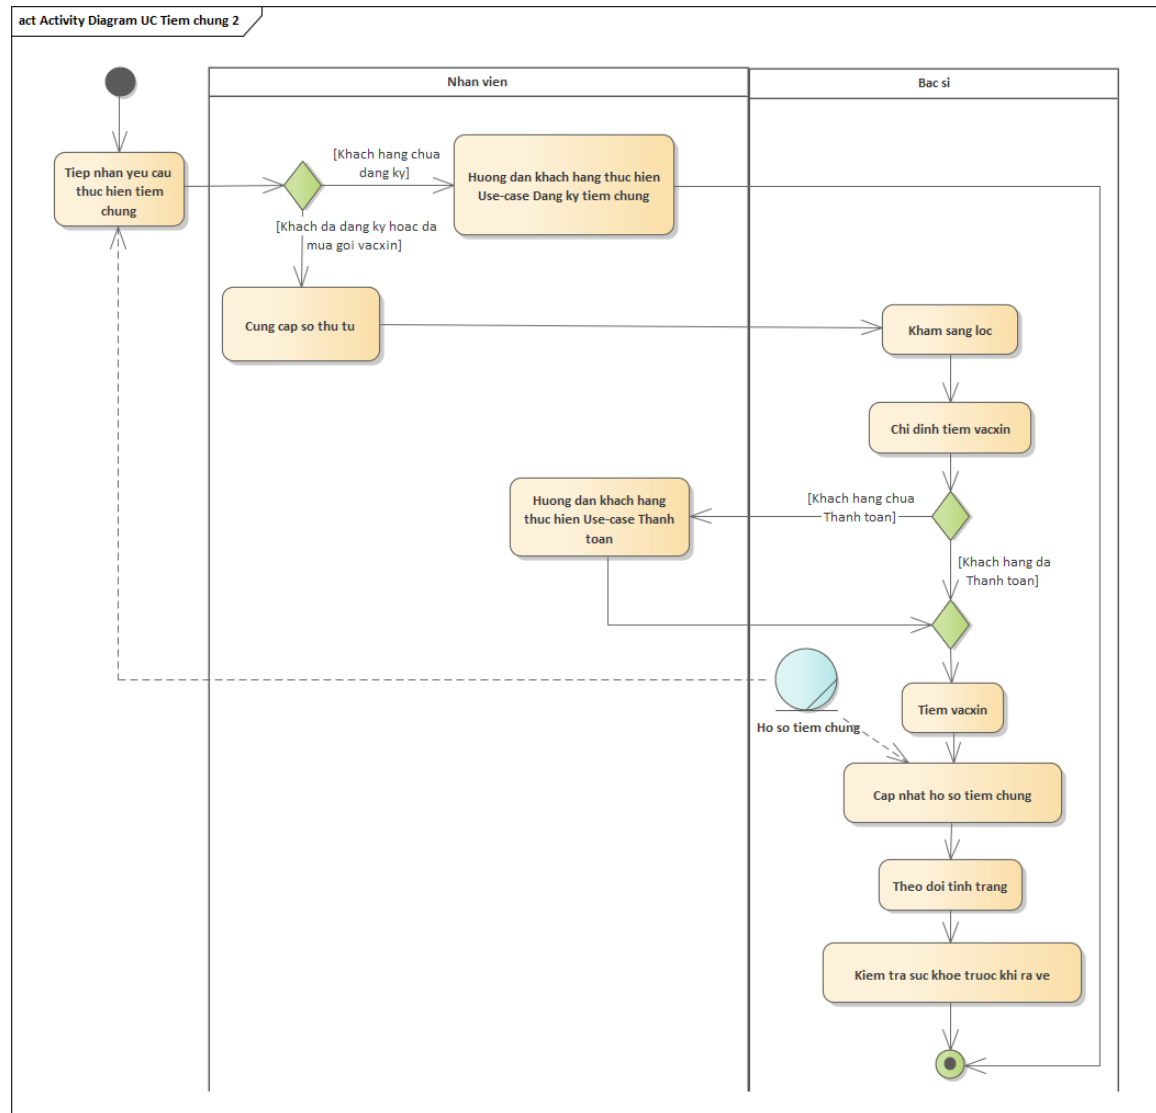 act Activity Diagram UC Tiem chung 2
Nhan vien
Bac si
Tiep nhan yeu cau
thuc hien tiem
chung
[Khach hang chua
dang ky]
Huong dan khach hang thuc hien
Use-case Dang ky tiem chung
[Khach da dang ky hoac da
mua goi vacxin]
Cung cap so thu tu
Kham sang loc
Chi dinh tiem vacxin
[Khach hang chua
Thanh toan]
Huong dan khach hang
thuc hien Use-case Thanh
toan
[Khach hang da
Thanh toan]
Tiem vacxin
Ho so tiem chung
Cap nhat ho so tiem chung
Theo doi tinh trang
Kiem tra suc khoe truoc khi ra ve